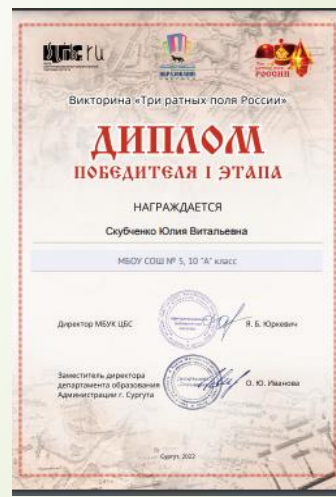 ru
ОБРАЗОВАНИЕ
РОССИИ
Викторина «Три ратных поля России»
ДИПЛОМ
ПОБЕДИТЕЛЯ I ЭТАПА
НАГРАЖДАЕТСЯ
Скубченко Юлия Витальевна
МБОУ СОШ № 5, 10 "А" класс
Директор МБУК ЦБС
Я. Б. Юркевич
Заместитель директора
департамента образования
Администрации г. Сургута
О. Ю. Иванова
Сургут, 2022